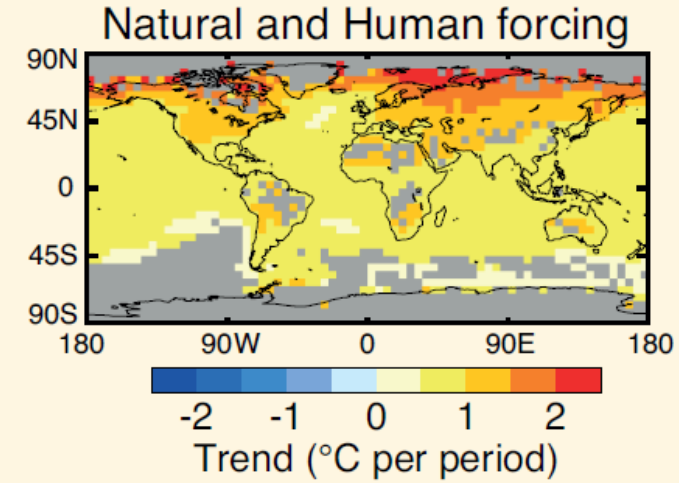 Natural and Human forcing
90N
45N
0
45S
90S
180 90W 0 90E 180
-2 -1 0 1 2
Trend (°C per period)